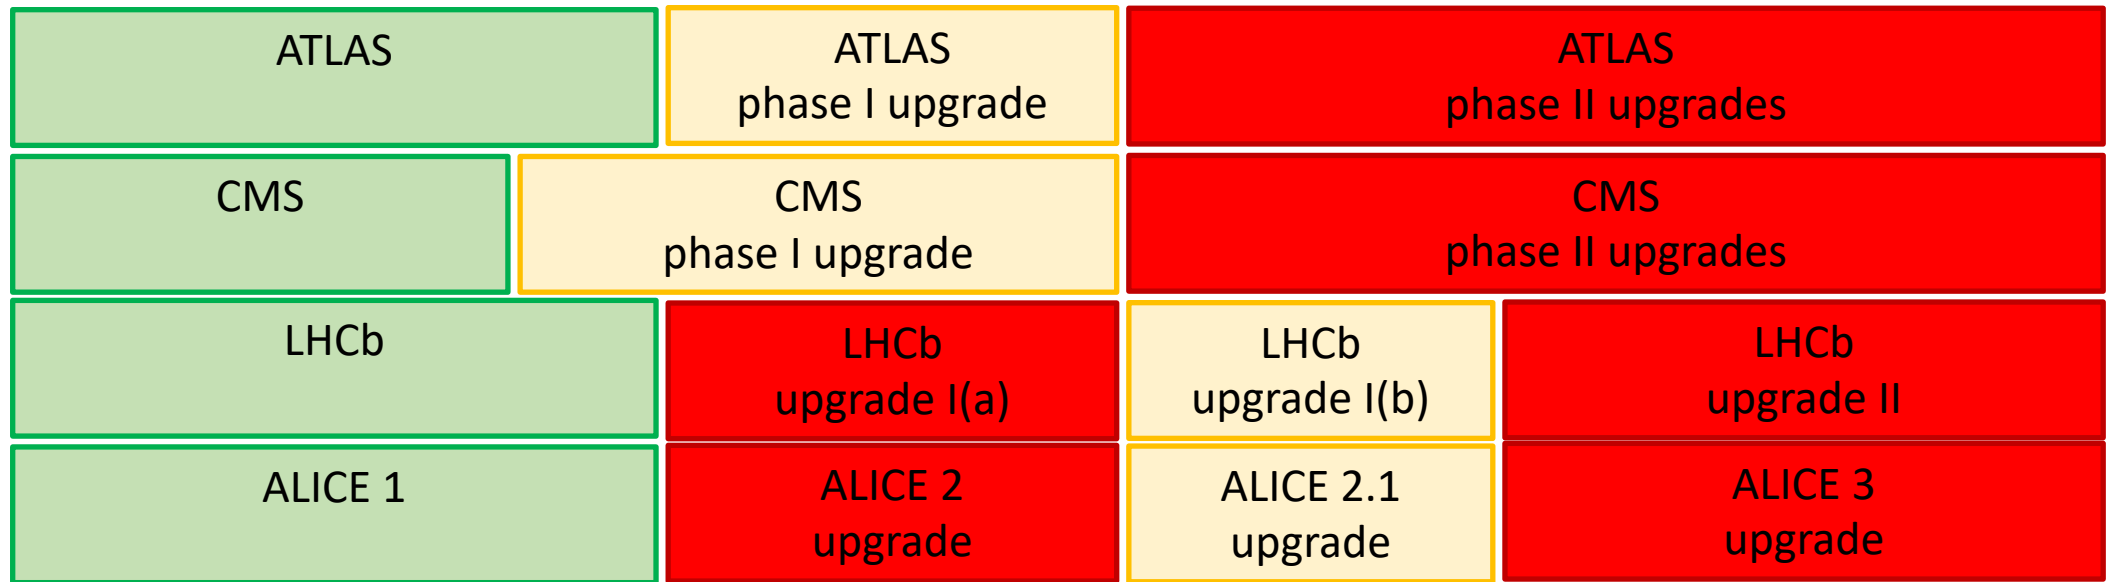 ATLAS
ATLAS
phase I upgrade
ATLAS
phase II upgrades
CMS
CMS
phase I upgrade
CMS
phase II upgrades
LHCb
LHCb
upgrade I(a)
LHCb
upgrade I(b)
LHCb
upgrade II
ALICE 1
ALICE 2
upgrade
ALICE 2.1
upgrade
ALICE 3
upgrade